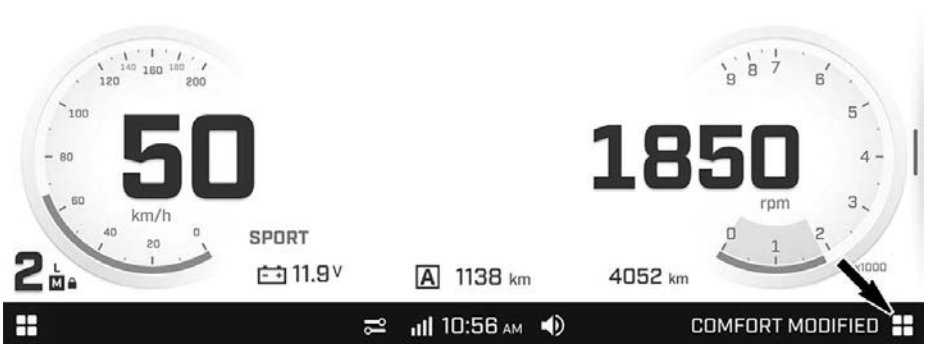 140 160 180
120 200
100
80
60
40 20 0
50
km/h
9 8 7 6
5
4
3
0 1 2
x1000
1850
rpm
SPORT
2 L
M
11.9V
A 1138 km
4052 km
10:56 AM
COMFORT MODIFIED